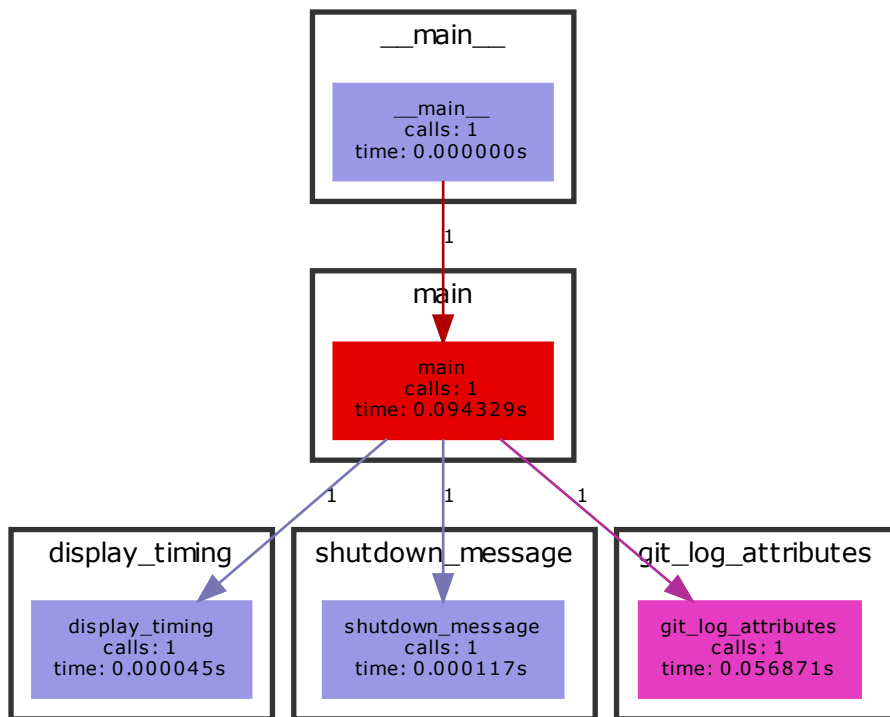 __main__
__main__
calls: 1
time: 0.000000s
1
main
main
calls: 1
time: 0.094329s
1
1
1
display_timing
display_timing
calls: 1
time: 0.000045s
shutdown_message
shutdown_message
calls: 1
time: 0.000117s
git_log_attributes
git_log_attributes
calls: 1
time: 0.056871s